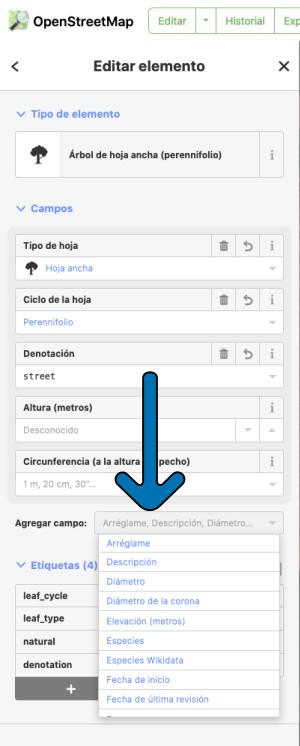 OpenStreetMap Editar Historial Exp
Editar elemento
Tipo de elemento
Árbol de hoja ancha (perennifolio)
Campos
Tipo de hoja
Hoja ancha
Ciclo de la hoja
Perennifolio
Denotación
street
Altura (metros)
Desconocido
Circunferencia (a la altura pecho)
1 m, 20 cm, 30"...
Agregar campo: Arréglame, Descripción, Diámetro...
Arréglame
Descripción
Diámetro
Diámetro de la corona
Elevación (metros)
Especies
Especies Wikidata
Fecha de inicio
Fecha de última revisión
Etiquetas (4)
leaf_cycle
leaf_type
natural
denotation